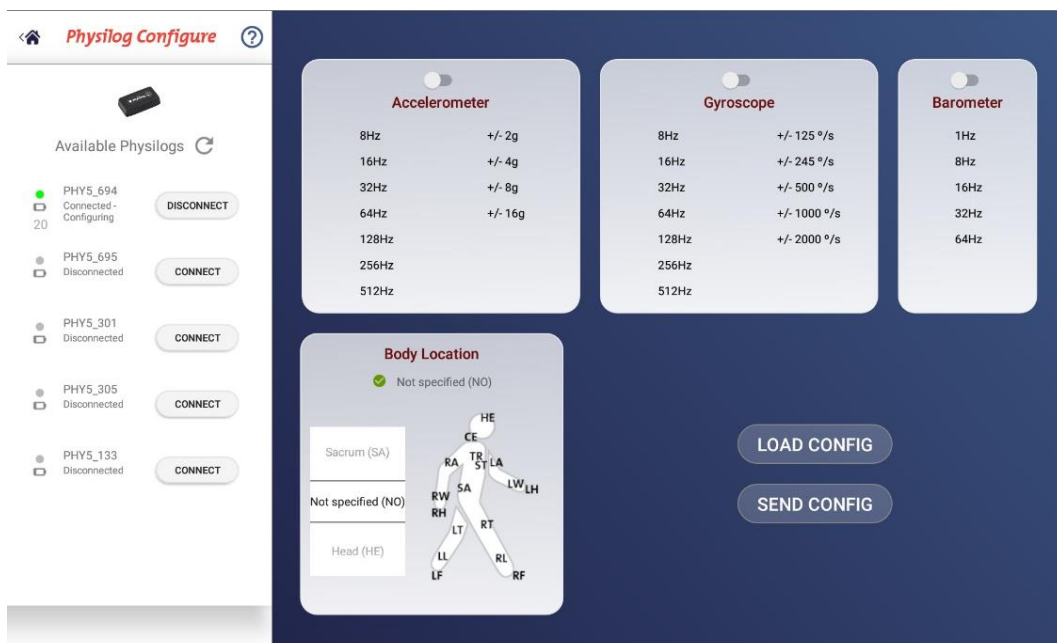 Physilog Configure
Available Physilogs
PHY5_694
Connected -
Configuring
20
DISCONNECT
PHY5_695
Disconnected
CONNECT
PHY5_301
Disconnected
CONNECT
PHY5_305
Disconnected
CONNECT
PHY5_133
Disconnected
CONNECT
Accelerometer
8Hz +/- 2g
16Hz +/- 4g
32Hz +/- 8g
64Hz +/- 16g
128Hz
256Hz
512Hz
Gyroscope
8Hz +/- 125 º/s
16Hz +/- 245 º/s
32Hz +/- 500 º/s
64Hz +/- 1000 º/s
128Hz +/- 2000 º/s
256Hz
512Hz
Barometer
1Hz
8Hz
16Hz
32Hz
64Hz
Body Location
Not specified (NO)
Sacrum (SA)
Not specified (NO)
Head (HE)
HE
CE
RA TR LA
ST
RW SA LW LH
RH
LT RT
LL RL
LF RF
LOAD CONFIG
SEND CONFIG